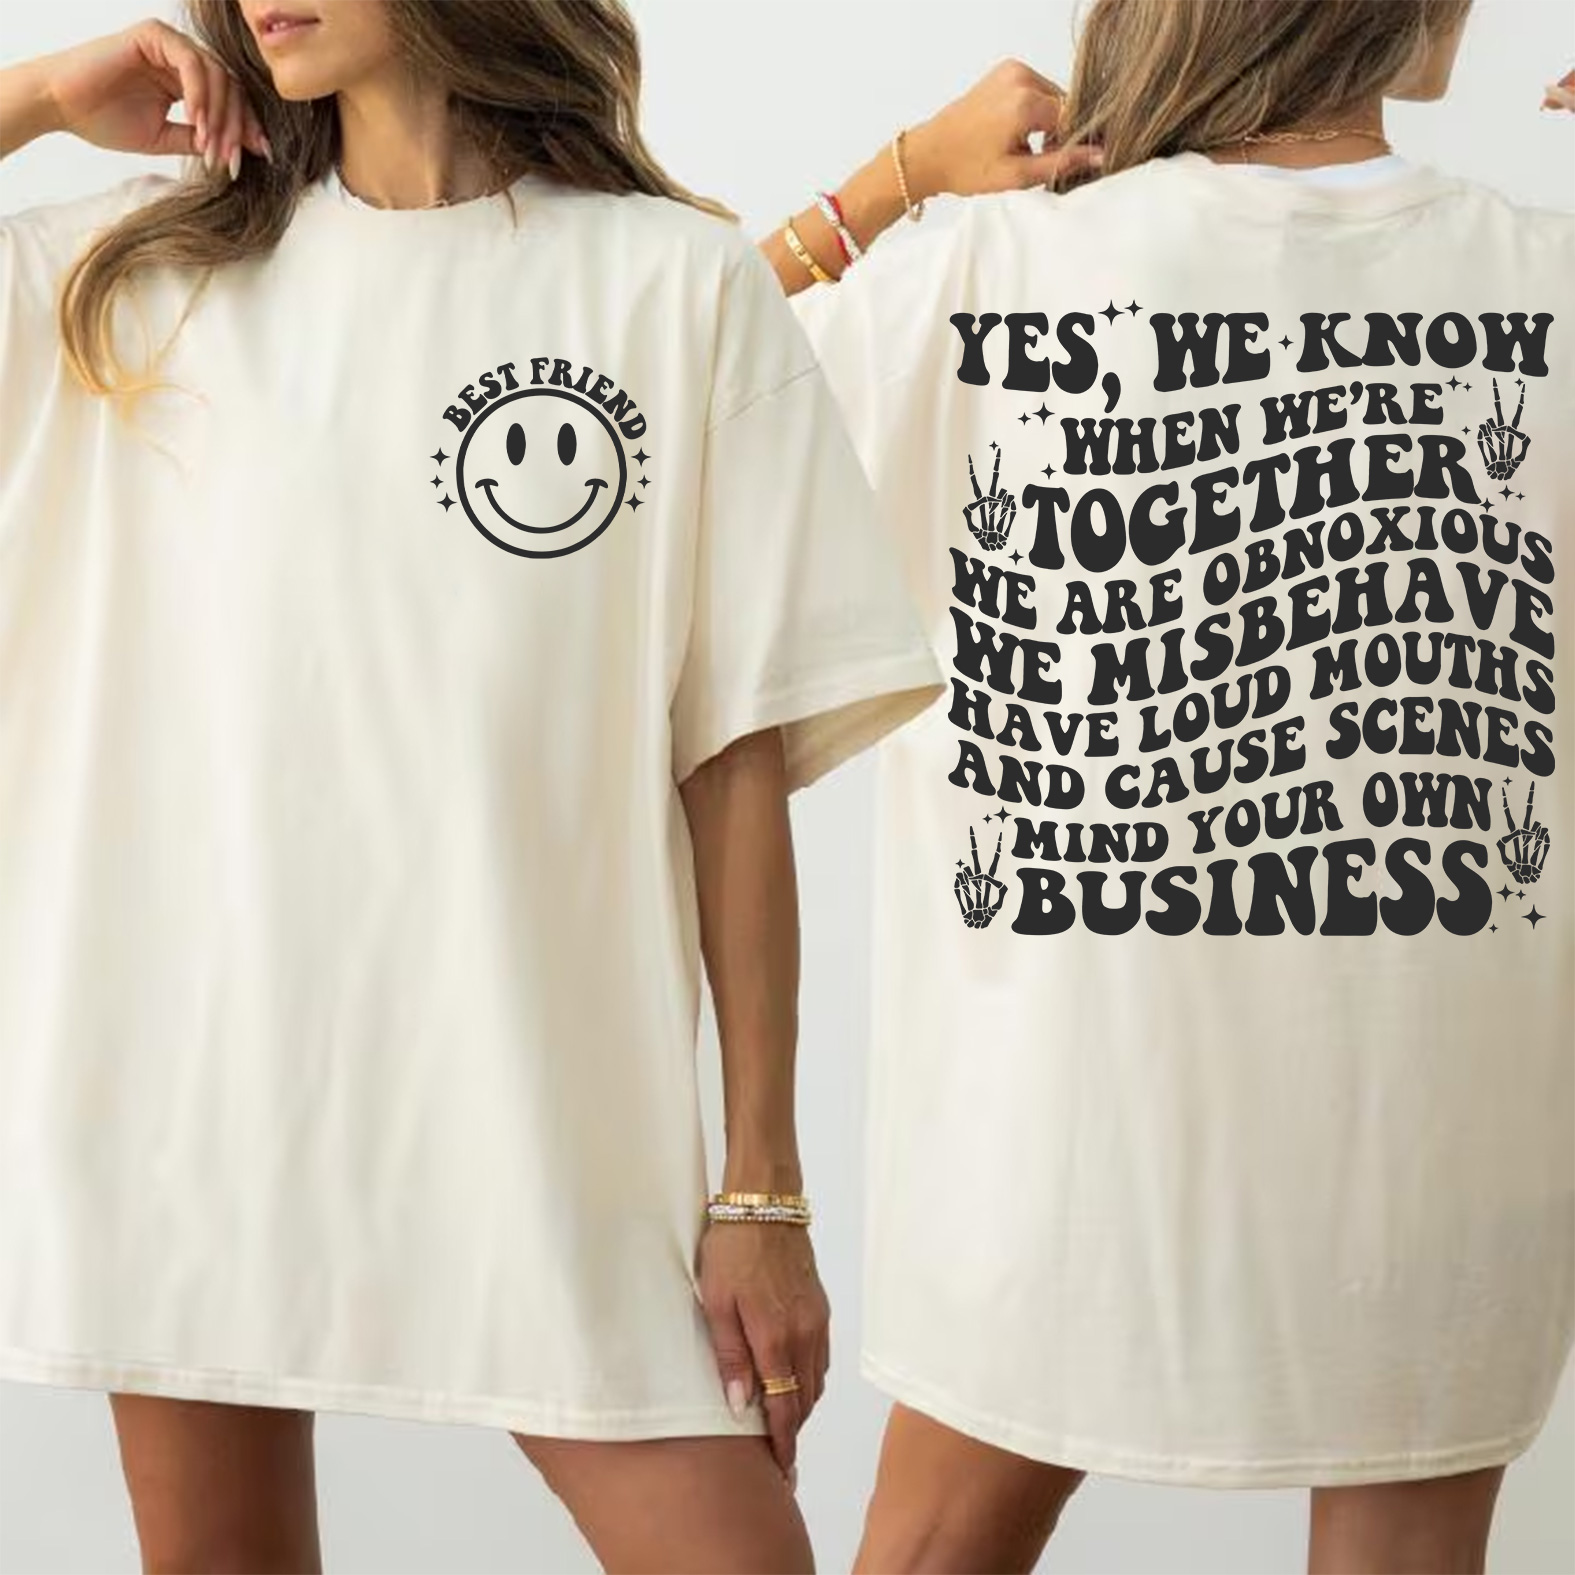 BEST FRIEND
YES, WE KNOW
WHEN WE'RE
TOGETHER
WE ARE OBNOXIOUS
WE MISBEHAVE
HAVE LOUD MOUTHS
AND CAUSE SCENES
MIND YOUR OWN
BUSINESS